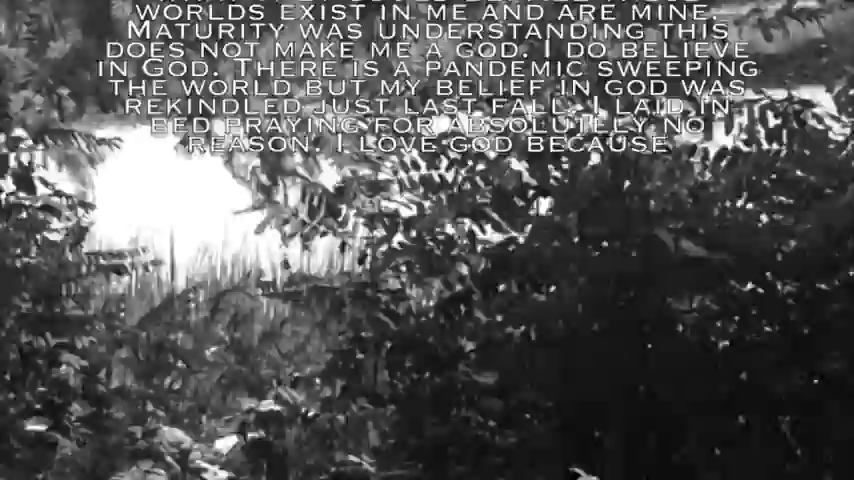 WORLDS EXIST IN ME AND ARE MINE.
MATURITY WAS UNDERSTANDING THIS
DOES NOT MAKE ME A GOD. I DO BELIEVE
IN GOD. THERE IS A PANDEMIC SWEEPING
THE WORLD BUT MY BELIEF IN GOD WAS
REKINDLED JUST LAST FALL. I LAID IN
BED PRAYING FOR ABSOLUTELY NO
REASON. I LOVE GOD BECAUSE